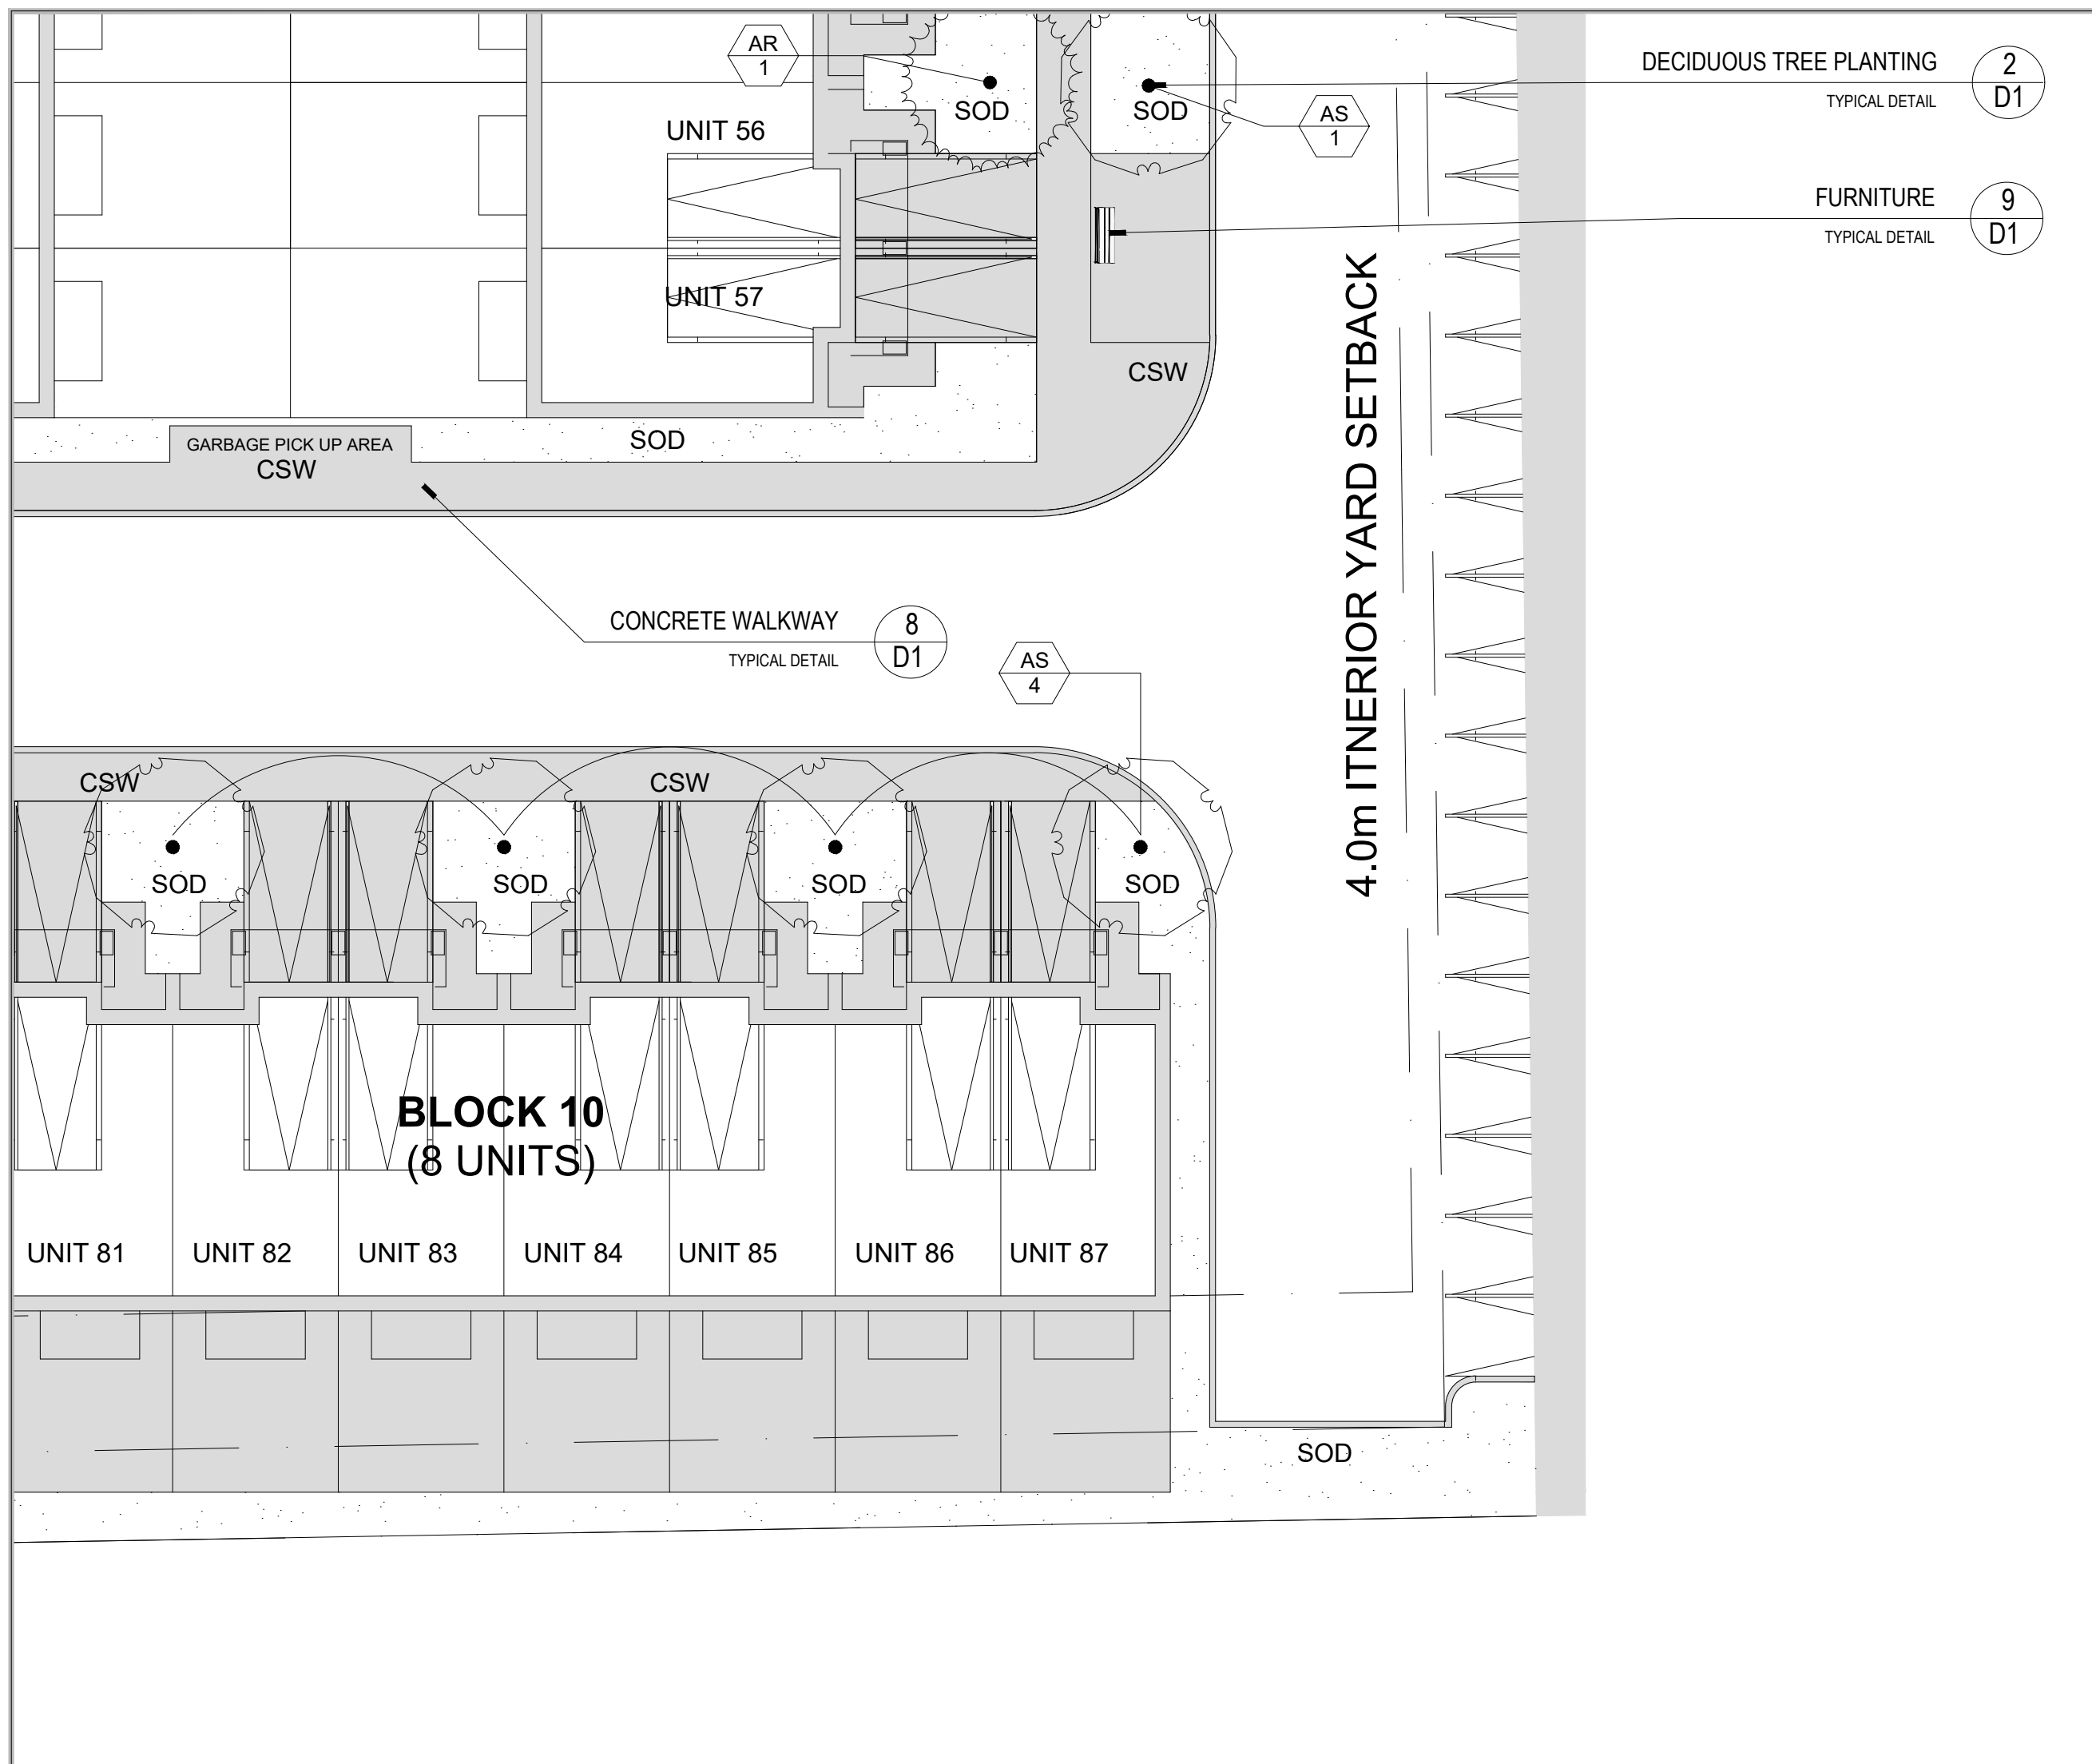 AR
1
SOD
SOD
AS
1
DECIDUOUS TREE PLANTING
TYPICAL DETAIL
2
D1
UNIT 56
FURNITURE
TYPICAL DETAIL
9
D1
UNIT 57
CSW
4.0m ITNERIOR YARD SETBACK
GARBAGE PICK UP AREA
CSW
SOD
CONCRETE WALKWAY
TYPICAL DETAIL
8
D1
AS
4
CSW
CSW
SOD
SOD
SOD
SOD
BLOCK 10
(8 UNITS)
UNIT 81
UNIT 82
UNIT 83
UNIT 84
UNIT 85
UNIT 86
UNIT 87
SOD